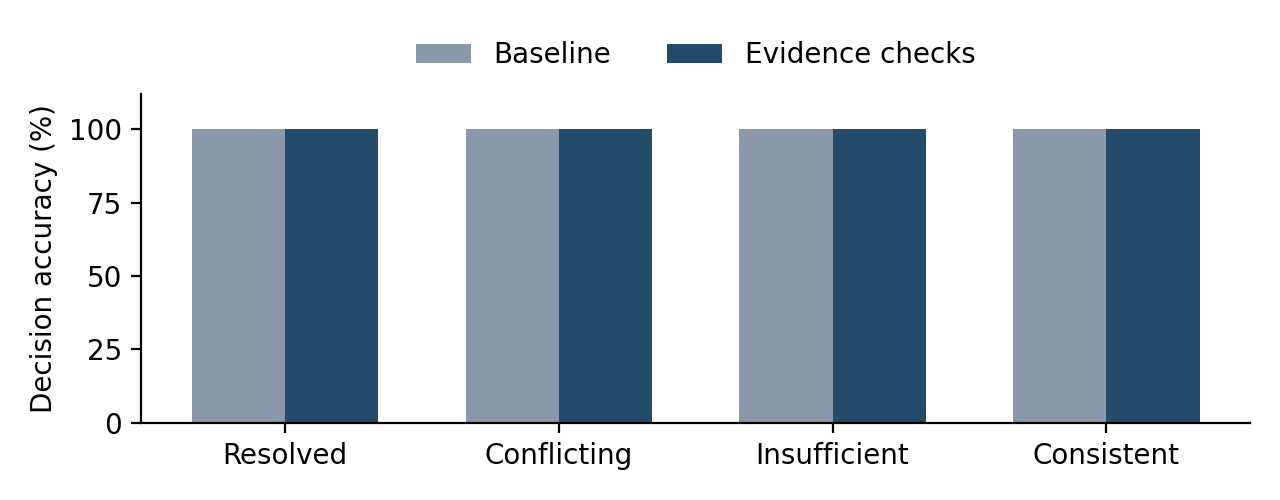 Baseline Evidence checks
Decision accuracy (%)
100
75
50
25
0
Resolved Conflicting Insufficient Consistent